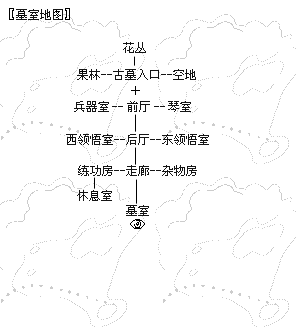 〖墓室地图〗
花丛
果林--古墓入口--空地
兵器室--前厅--琴室
西领悟室--后厅--东领悟室
练功房--走廊--杂物房
休息室
墓室